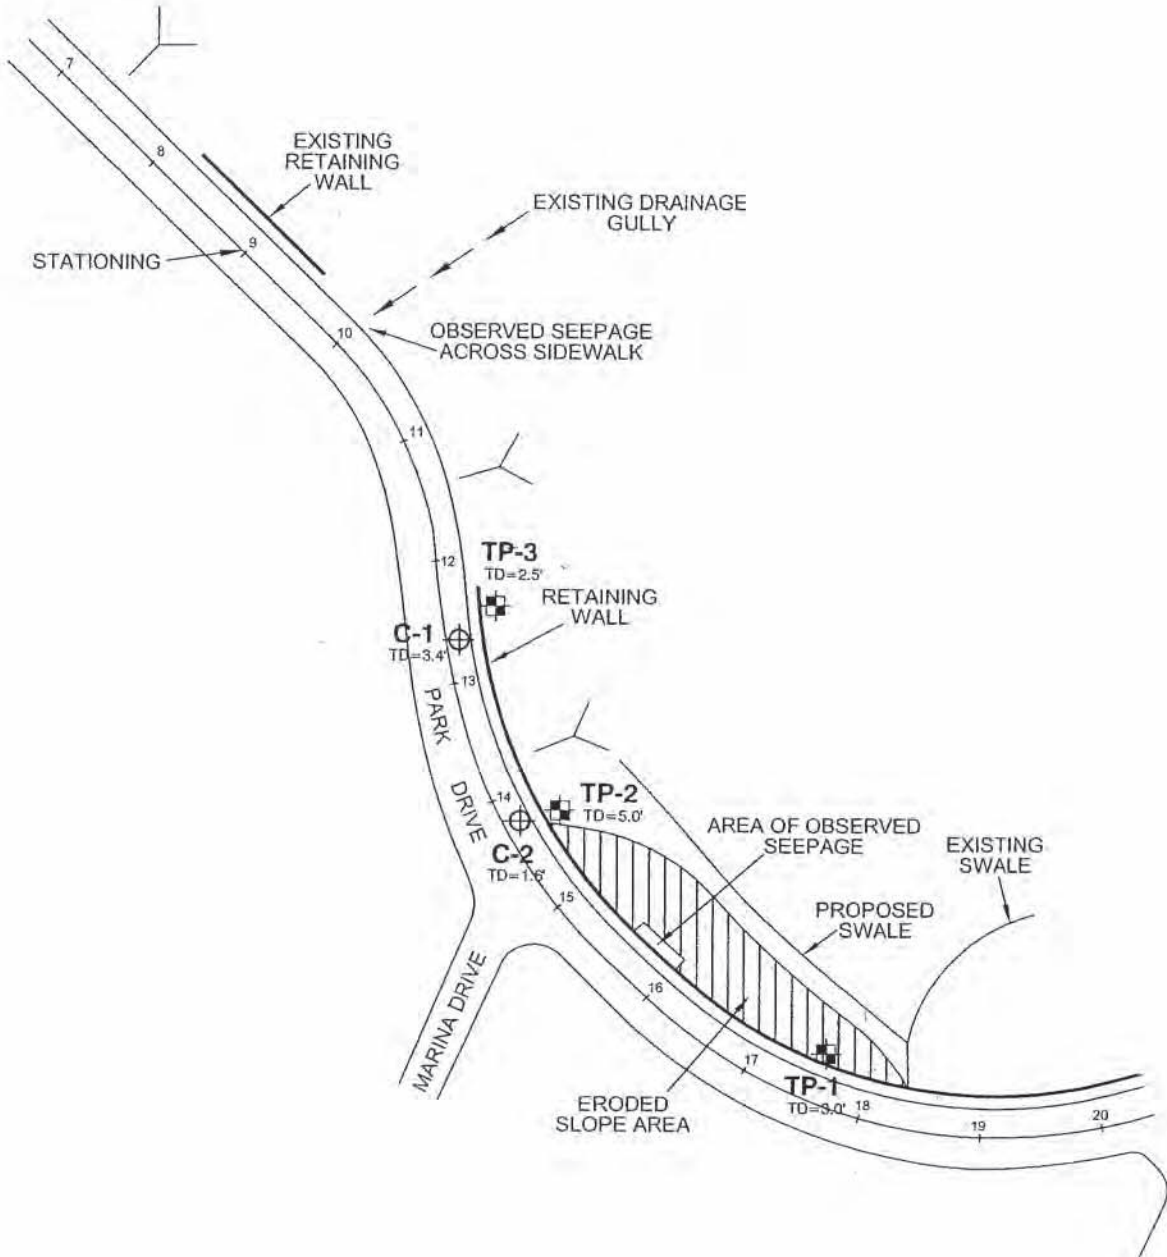 7
8
EXISTING
RETAINING
WALL
EXISTING DRAINAGE
GULLY
STATIONING
9
10
OBSERVED SEEPAGE
ACROSS SIDEWALK
11
12
TP-3
TD=2.5'
RETAINING
WALL
C-1
TD=3.4'
13
PARK DRIVE
14
TP-2
TD=5.0'
C-2
TD=1.6'
AREA OF OBSERVED
SEEPAGE
EXISTING
SWALE
15
PROPOSED
SWALE
MARINA DRIVE
16
17
TP-1
TD=3.0'
ERODED
SLOPE AREA
18
19
20